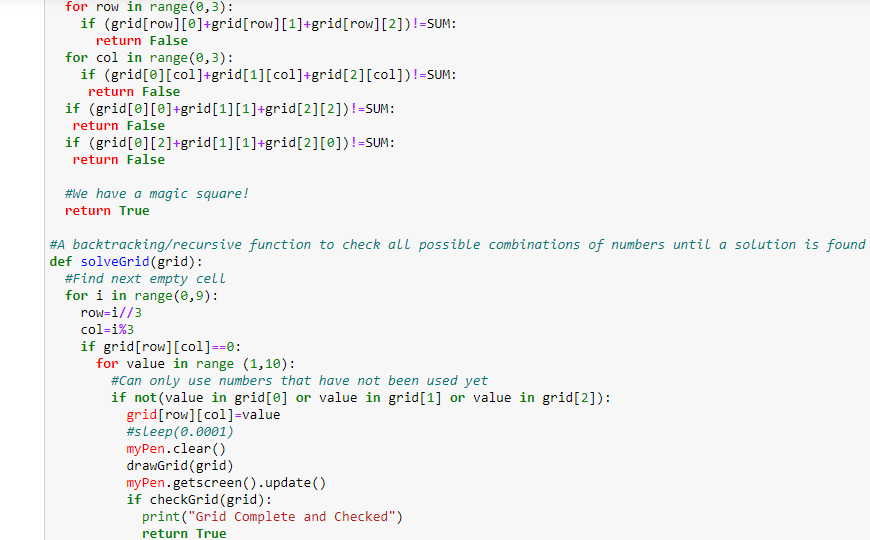 for row in range(0,3):
if (grid[row][0]+grid[row][1]+grid[row][2])!=SUM:
return False
for col in range(0,3):
if (grid[0][col]+grid[1][col]+grid[2][col])!=SUM:
return False
if (grid[0][0]+grid[1][1]+grid[2][2])!=SUM:
return False
if (grid[0][2]+grid[1][1]+grid[2][0])!=SUM:
return False
#We have a magic square!
return True
#A backtracking/recursive function to check all possible combinations of numbers until a solution is found
def solveGrid(grid):
#Find next empty cell
for i in range(0,9):
row=i//3
col=i%3
if grid[row][col]==0:
for value in range (1,10):
#Can only use numbers that have not been used yet
if not(value in grid[0] or value in grid[1] or value in grid[2]):
grid[row][col]=value
#sleep(0.0001)
myPen.clear()
drawGrid(grid)
myPen.getscreen().update()
if checkGrid(grid):
print("Grid Complete and Checked")
return True